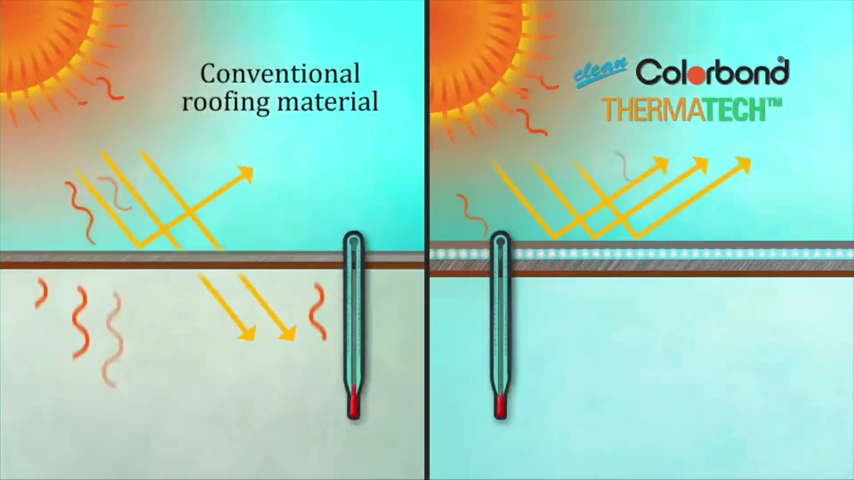 Conventional
roofing material
clean Colorbond®
THERMATECH™